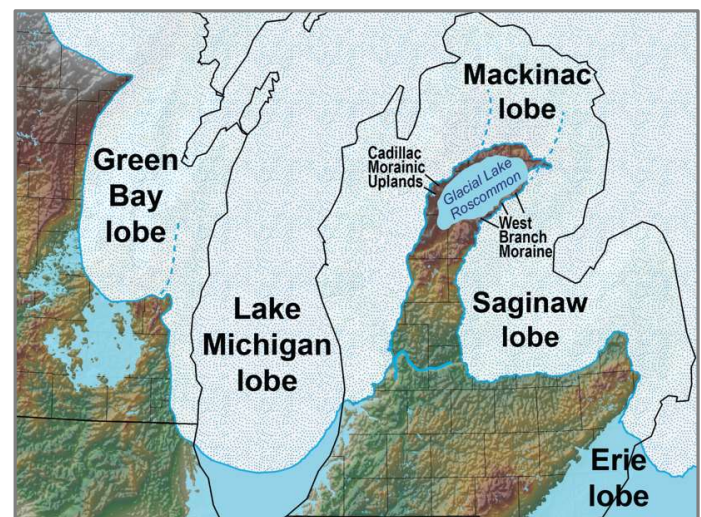 Mackinac
lobe
Green
Bay
lobe
Cadillac
Morainic
Uplands
Glacial Lake
Roscommon
West
Branch
Moraine
Lake
Michigan
lobe
Saginaw
lobe
Erie
lobe